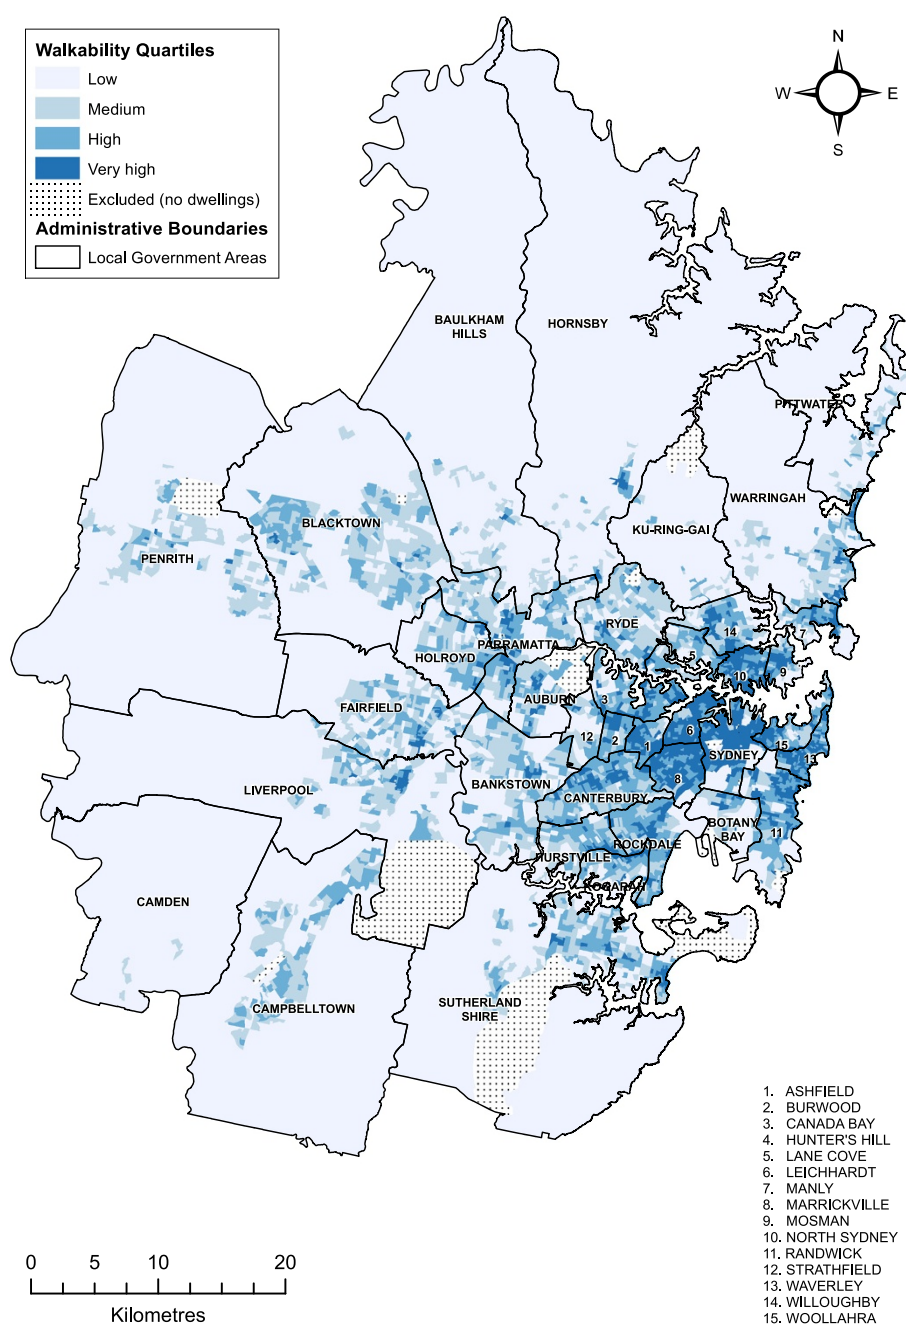 Walkability Quartiles
Low
Medium
High
Very high
Excluded (no dwellings)
Administrative Boundaries
Local Government Areas
N
W
E
S
BAULKHAM
HILLS
HORNSBY
PITTWATER
WARRINGAH
KU-RING-GAI
BLACKTOWN
PENRITH
RYDE
14
7
PARRAMATTA
HOLROYD
4
5
10
9
AUBURN
3
FAIRFIELD
12
2
1
6
SYDNEY
15
13
LIVERPOOL
BANKSTOWN
8
CANTERBURY
BOTANY
BAY
11
ROCKDALE
HURSTVILLE
KOGARAH
CAMDEN
CAMPBELLTOWN
SUTHERLAND
SHIRE
1. ASHFIELD
2. BURWOOD
3. CANADA BAY
4. HUNTER'S HILL
5. LANE COVE
6. LEICHHARDT
7. MANLY
8. MARRICKVILLE
9. MOSMAN
10. NORTH SYDNEY
11. RANDWICK
12. STRATHFIELD
13. WAVERLEY
14. WILLOUGHBY
15. WOOLLAHRA
0 5 10 20
Kilometres